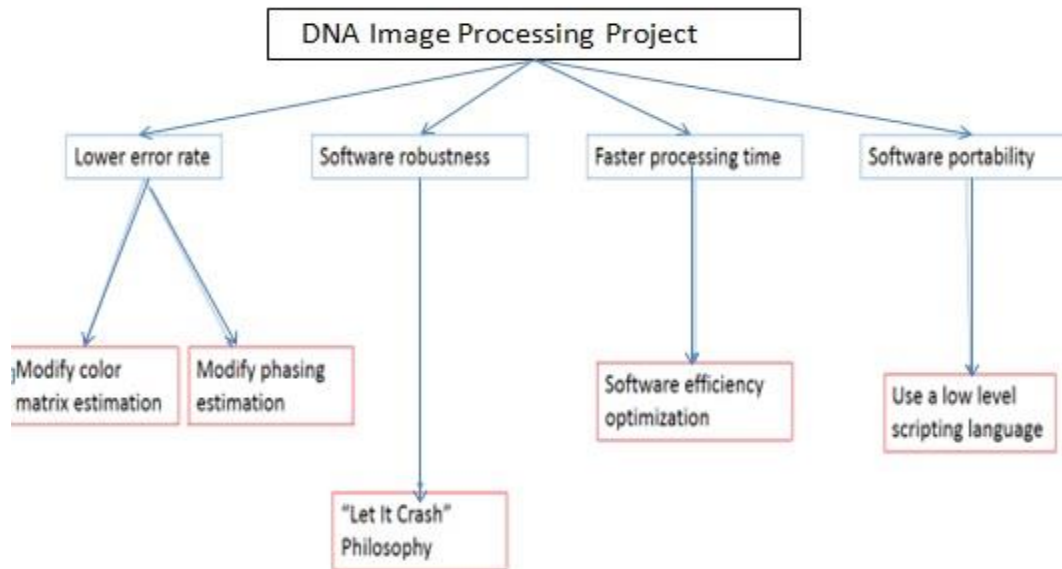 DNA Image Processing Project
Lower error rate
Software robustness
Faster processing time
Software portability
Modify color
matrix estimation
Modify phasing
estimation
Software efficiency
optimization
Use a low level
scripting language
“Let It Crash”
Philosophy